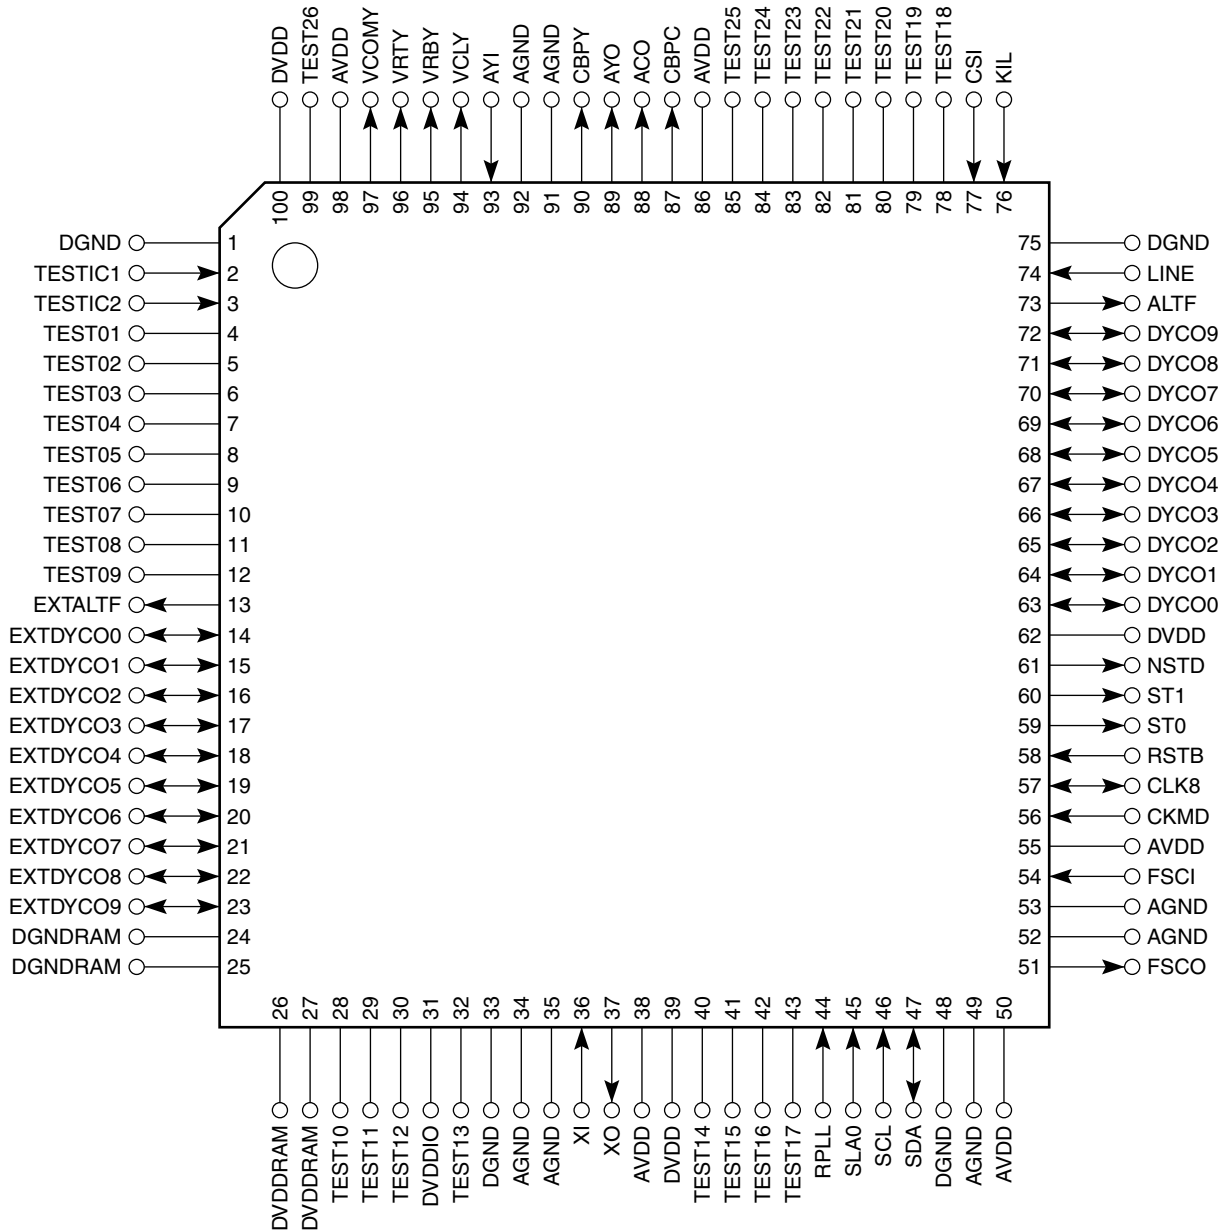 DVDD
TEST26
AVDD
VCOMY
VRTY
VRBY
VCLY
AYI
AGND
AGND
CBPY
AYO
ACO
CBPC
AVDD
TEST25
TEST24
TEST23
TEST22
TEST21
TEST20
TEST19
TEST18
CSI
KIL
100
99
98
97
96
95
94
93
92
91
90
89
88
87
86
85
84
83
82
81
80
79
78
77
76
DGND 1
TESTIC1 2
TESTIC2 3
TEST01 4
TEST02 5
TEST03 6
TEST04 7
TEST05 8
TEST06 9
TEST07 10
TEST08 11
TEST09 12
EXTALTF 13
EXTDYCO0 14
EXTDYCO1 15
EXTDYCO2 16
EXTDYCO3 17
EXTDYCO4 18
EXTDYCO5 19
EXTDYCO6 20
EXTDYCO7 21
EXTDYCO8 22
EXTDYCO9 23
DGNDRAM 24
DGNDRAM 25
75 DGND
74 LINE
73 ALTF
72 DYCO9
71 DYCO8
70 DYCO7
69 DYCO6
68 DYCO5
67 DYCO4
66 DYCO3
65 DYCO2
64 DYCO1
63 DYCO0
62 DVDD
61 NSTD
60 ST1
59 ST0
58 RSTB
57 CLK8
56 CKMD
55 AVDD
54 FSCI
53 AGND
52 AGND
51 FSCO
26
27
28
29
30
31
32
33
34
35
36
37
38
39
40
41
42
43
44
45
46
47
48
49
50
DVDDRAM
DVDDRAM
TEST10
TEST11
TEST12
DVDDIO
TEST13
DGND
AGND
AGND
XI
XO
AVDD
DVDD
TEST14
TEST15
TEST16
TEST17
RPLL
SLA0
SCL
SDA
DGND
AGND
AVDD